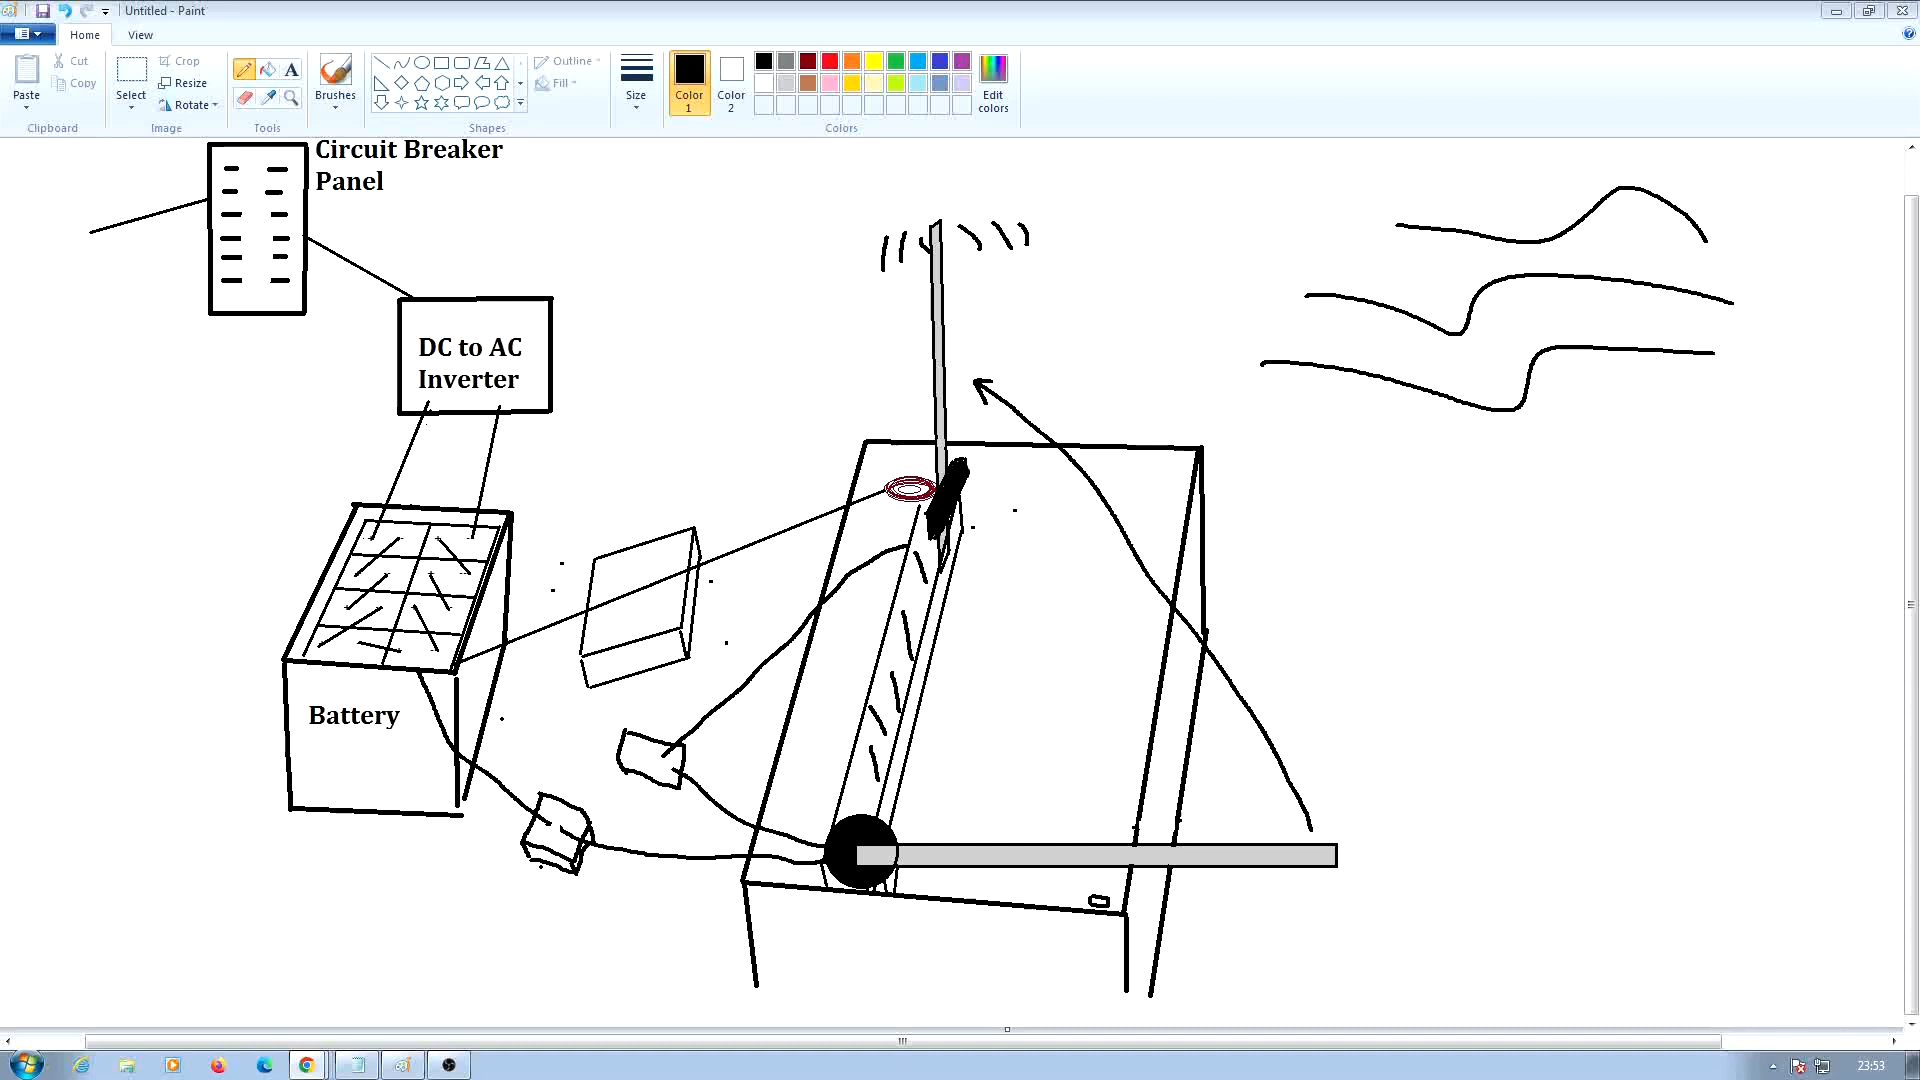 Untitled - Paint
Home
View
Paste
Cut
Copy
Clipboard
Select
Crop
Resize
Rotate
Image
Tools
Brushes
Shapes
Outline
Fill
Size
Color 1
Color 2
Edit colors
Colors
Circuit Breaker
Panel
DC to AC
Inverter
Battery
23:53